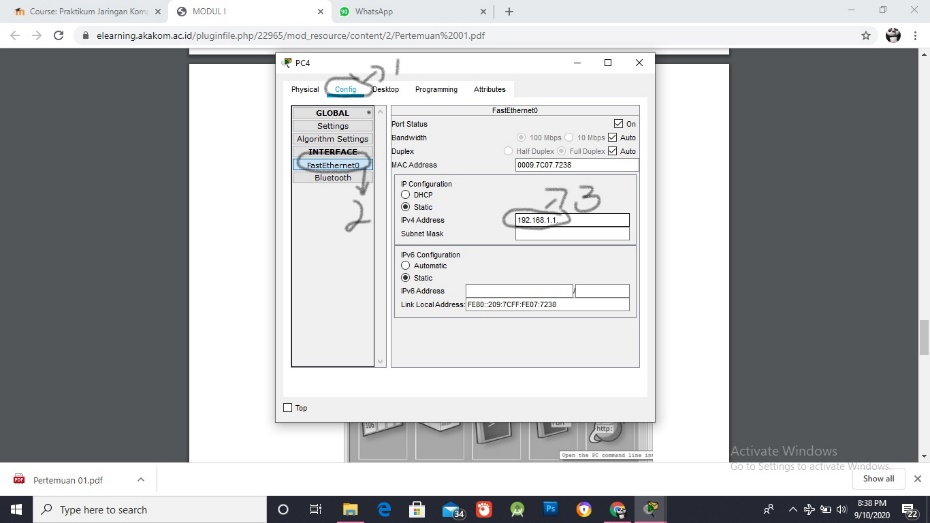 Course: Praktikum Jaringan Kom
MODUL I
WhatsApp
elearning.akakom.ac.id/pluginfile.php/22965/mod_resource/content/2/Pertemuan%2001.pdf
PC4
1
Physical Config Desktop Programming Attributes
GLOBAL
Settings
Algorithm Settings
INTERFACE
FastEthernet0
Bluetooth
2
FastEthernet0
Port Status On
Bandwidth 100 Mbps 10 Mbps Auto
Duplex Half Duplex Full Duplex Auto
MAC Address 0009.7C07.7238
IP Configuration
DHCP
Static
3
IPv4 Address 192.168.1.1
Subnet Mask
IPv6 Configuration
Automatic
Static
IPv6 Address /
Link Local Address: FE80::209:7CFF:FE07:7238
Top
http:
Open the PC command line in
Activate Windows
Go to Settings to activate Windows.
Pertemuan 01.pdf
Show all
Type here to search
34
Ps
8:38 PM
9/10/2020
22